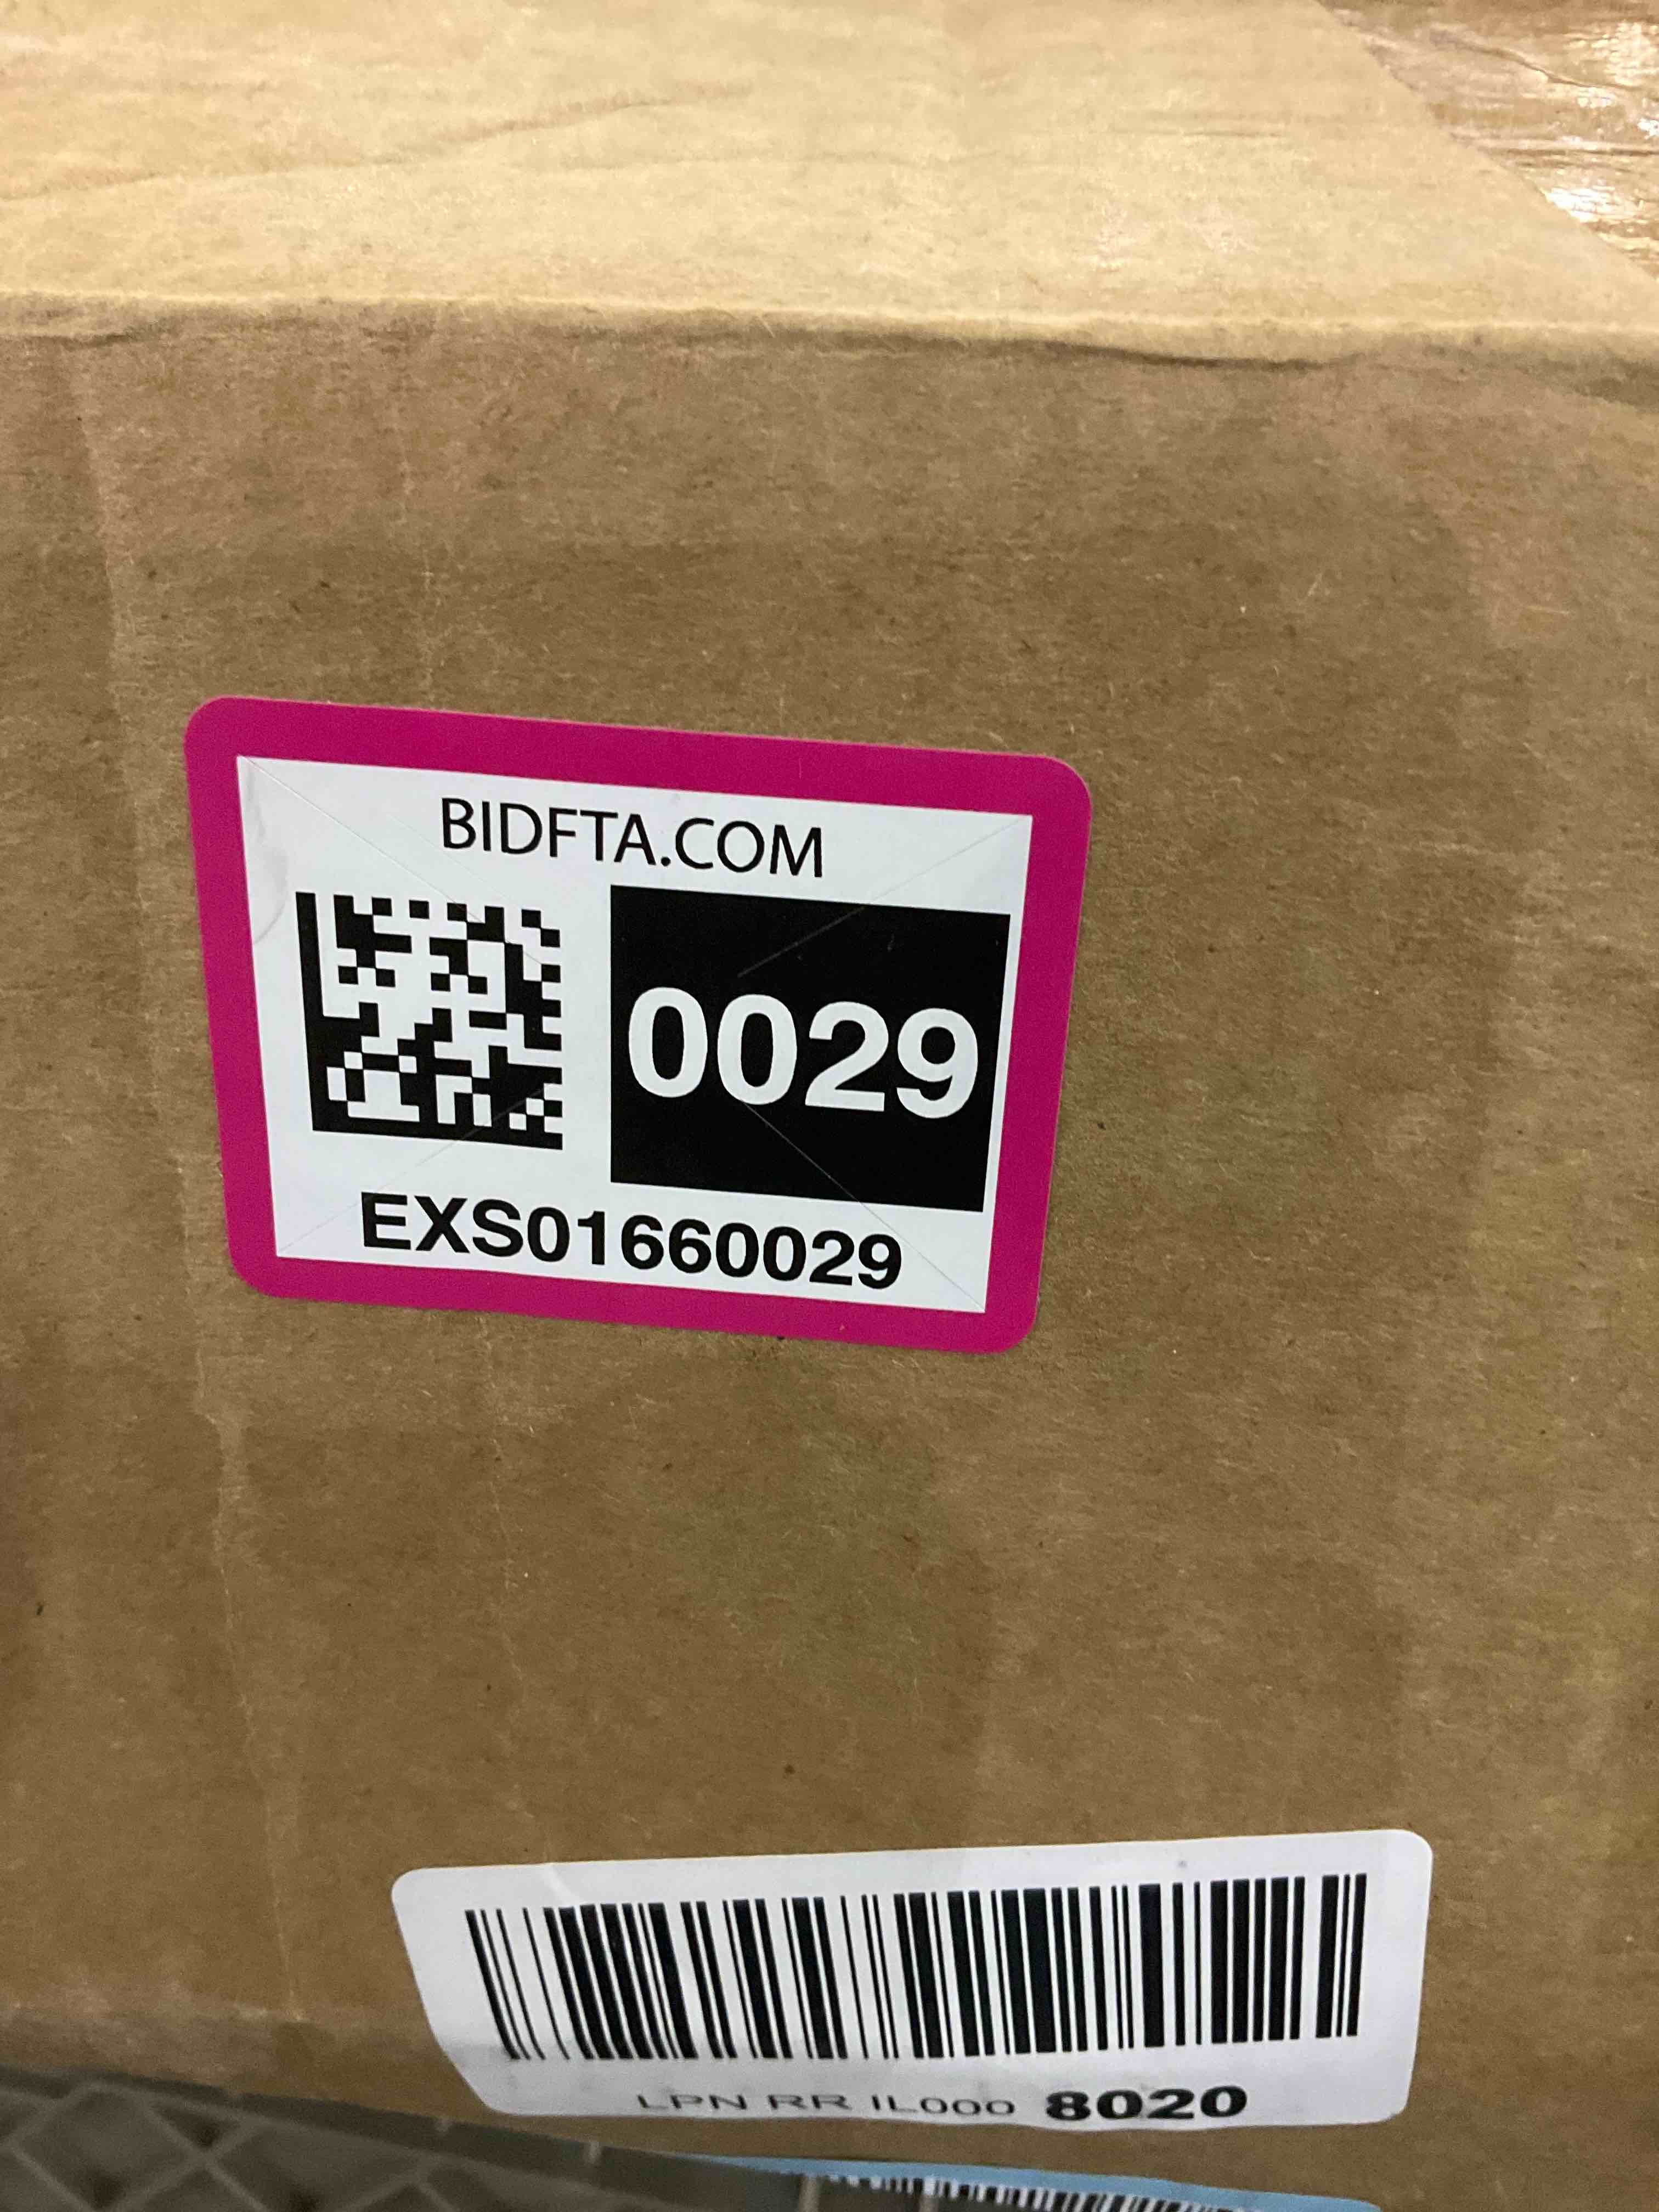 BIDFTA.COM
0029
EXS01660029
LPN RR IL000 8020